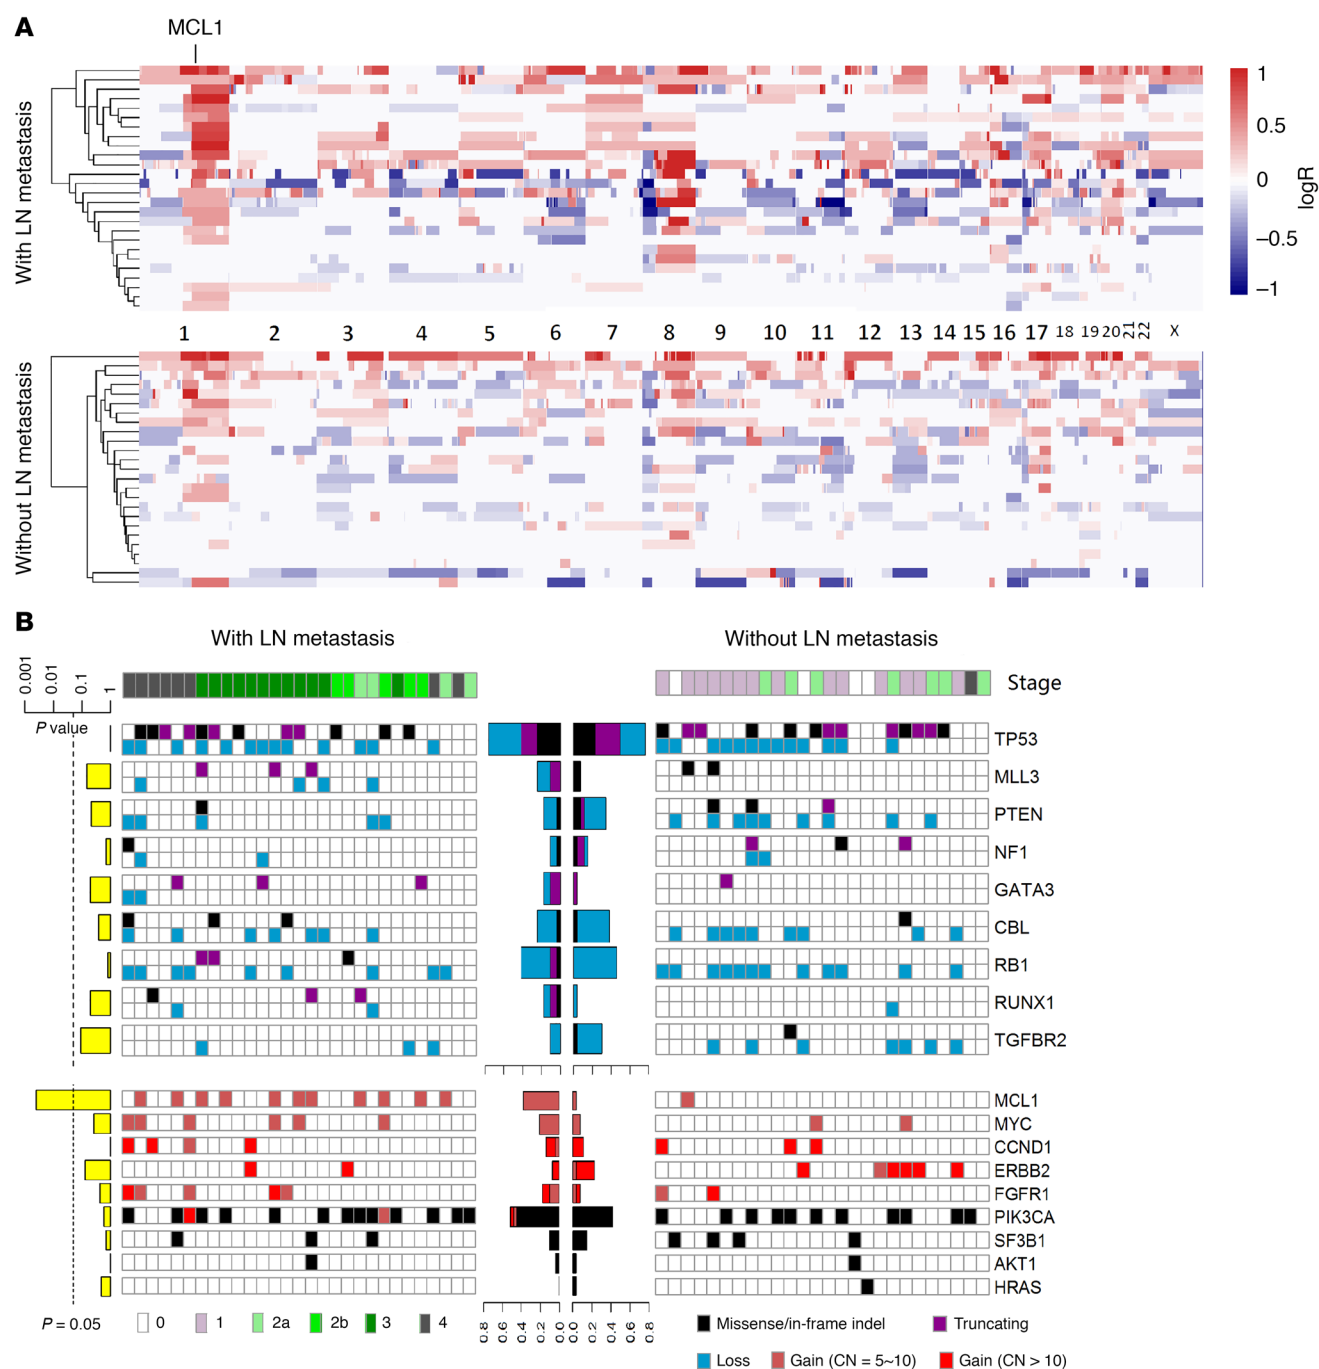 A
MCL1
With LN metastasis
1
0.5
0
−0.5
−1
logR
1 2 3 4 5 6 7 8 9 10 11 12 13 14 15 16 17 18 19 20 21 22 X
Without LN metastasis
B
With LN metastasis
Without LN metastasis
0.001 0.01 0.1 1
P value
Stage
TP53
MLL3
PTEN
NF1
GATA3
CBL
RB1
RUNX1
TGFBR2
MCL1
MYC
CCND1
ERBB2
FGFR1
PIK3CA
SF3B1
AKT1
HRAS
P = 0.05
0 1 2a 2b 3 4
0.8 0.6 0.4 0.2 0.0 0.0 0.2 0.4 0.6 0.8
Missense/in-frame indel Truncating
Loss Gain (CN = 5~10) Gain (CN > 10)